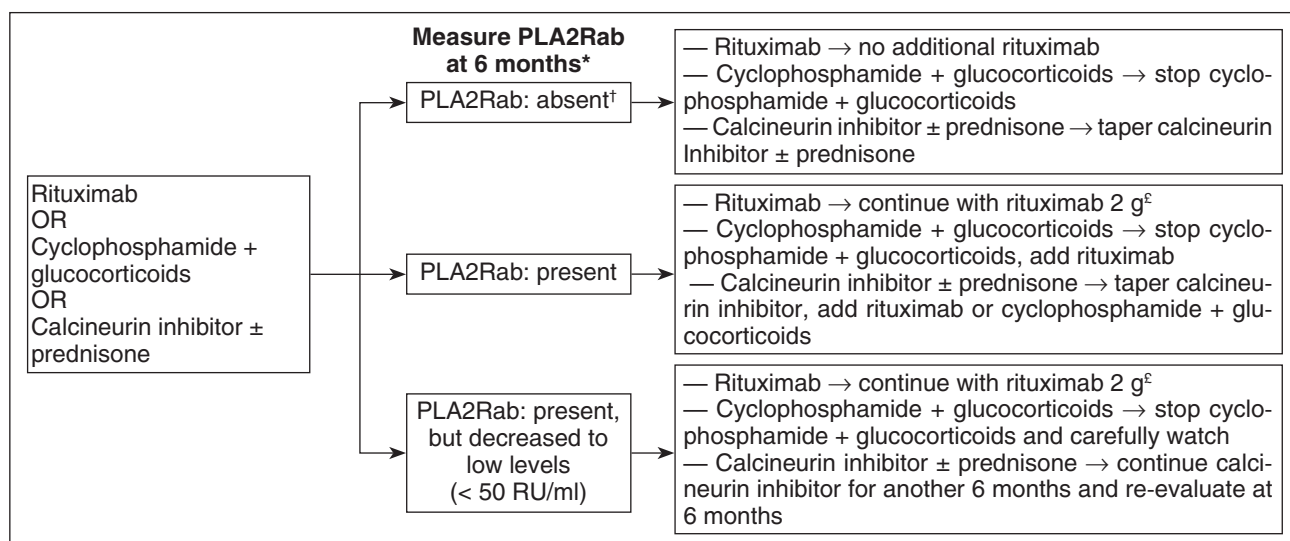 Measure PLA2Rab
at 6 months*
Rituximab
OR
Cyclophosphamide +
glucocorticoids
OR
Calcineurin inhibitor ±
prednisone
PLA2Rab: absent†
— Rituximab → no additional rituximab
— Cyclophosphamide + glucocorticoids → stop cyclo-
phosphamide + glucocorticoids
— Calcineurin inhibitor ± prednisone → taper calcineurin
Inhibitor ± prednisone
PLA2Rab: present
— Rituximab → continue with rituximab 2 g£
— Cyclophosphamide + glucocorticoids → stop cyclo-
phosphamide + glucocorticoids, add rituximab
— Calcineurin inhibitor ± prednisone → taper calcineu-
rin inhibitor, add rituximab or cyclophosphamide + glu-
cocorticoids
PLA2Rab: present,
but decreased to
low levels
(< 50 RU/ml)
— Rituximab → continue with rituximab 2 g£
— Cyclophosphamide + glucocorticoids → stop cyclo-
phosphamide + glucocorticoids and carefully watch
— Calcineurin inhibitor ± prednisone → continue calci-
neurin inhibitor for another 6 months and re-evaluate at
6 months